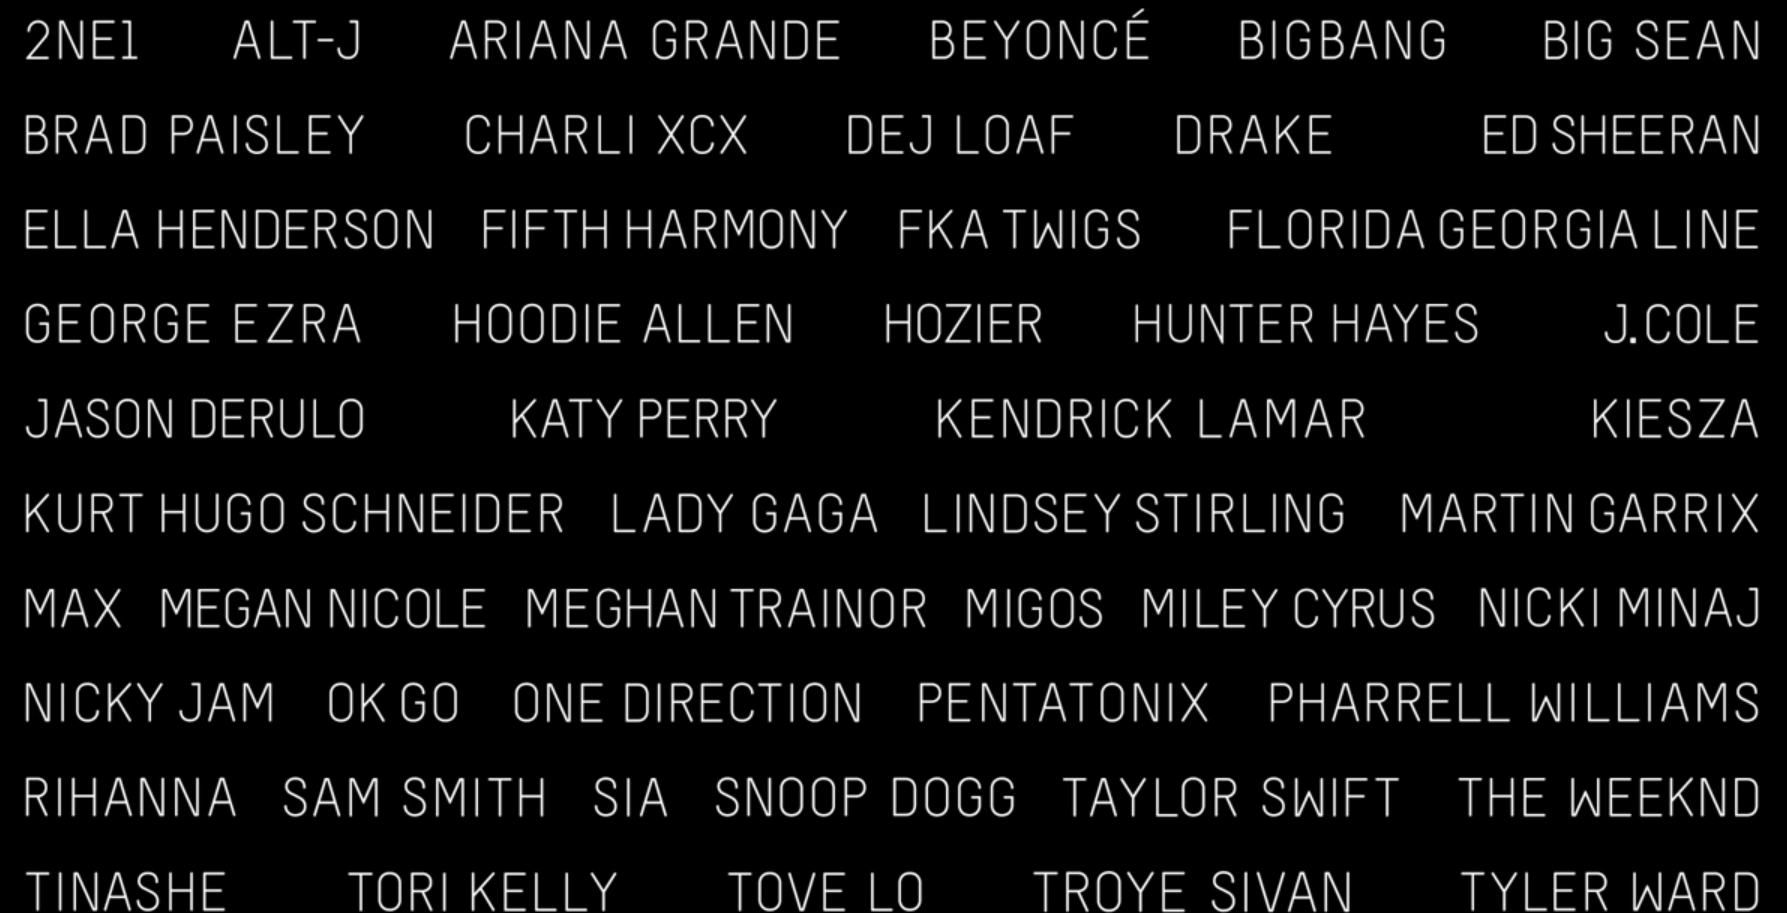 2NE1 ALT-J ARIANA GRANDE BEYONCÉ BIGBANG BIG SEAN
BRAD PAISLEY CHARLI XCX DEJ LOAF DRAKE ED SHEERAN
ELLA HENDERSON FIFTH HARMONY FKA TWIGS FLORIDA GEORGIA LINE
GEORGE EZRA HOODIE ALLEN HOZIER HUNTER HAYES J.COLE
JASON DERULO KATY PERRY KENDRICK LAMAR KIESZA
KURT HUGO SCHNEIDER LADY GAGA LINDSEY STIRLING MARTIN GARRIX
MAX MEGAN NICOLE MEGHAN TRAINOR MIGOS MILEY CYRUS NICKI MINAJ
NICKY JAM OK GO ONE DIRECTION PENTATONIX PHARRELL WILLIAMS
RIHANNA SAM SMITH SIA SNOOP DOGG TAYLOR SWIFT THE WEEKND
TINASHE TORI KELLY TOVE LO TROYE SIVAN TYLER WARD